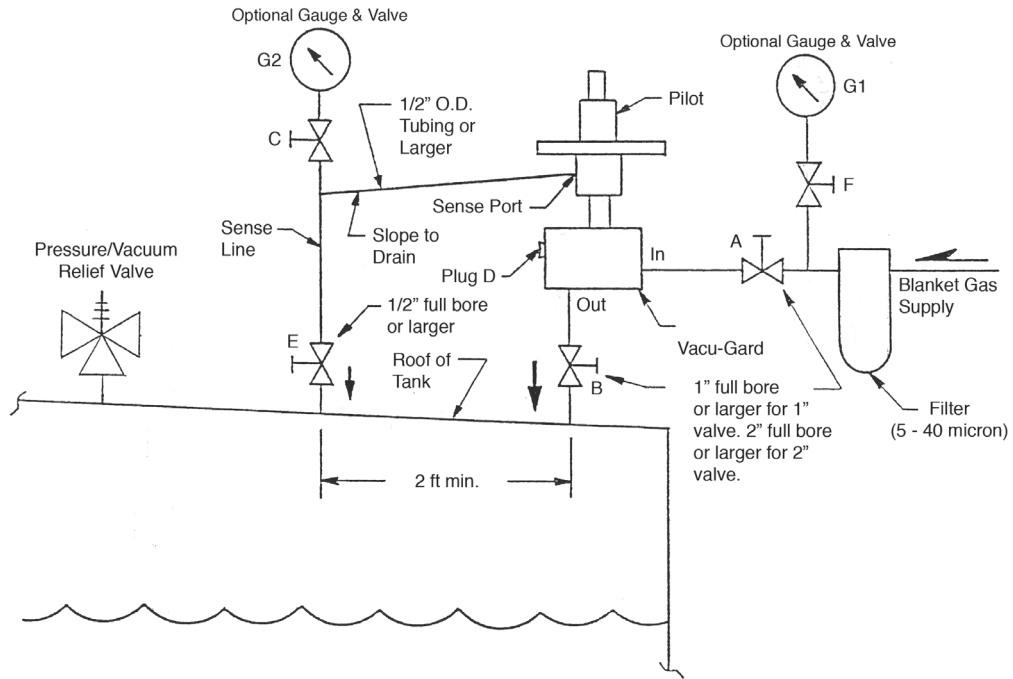 Optional Gauge & Valve
G2
Optional Gauge & Valve
G1
1/2” O.D.
Tubing or
Larger
Pilot
C
F
Sense Port
Sense
Line
Slope to
Drain
Pressure/Vacuum
Relief Valve
Plug D
In
A
Out
Blanket Gas
Supply
1/2” full bore
or larger
E
Roof of
Tank
Vacu-Gard
B
1” full bore
or larger for 1”
valve. 2” full bore
or larger for 2”
valve.
Filter
(5 - 40 micron)
2 ft min.